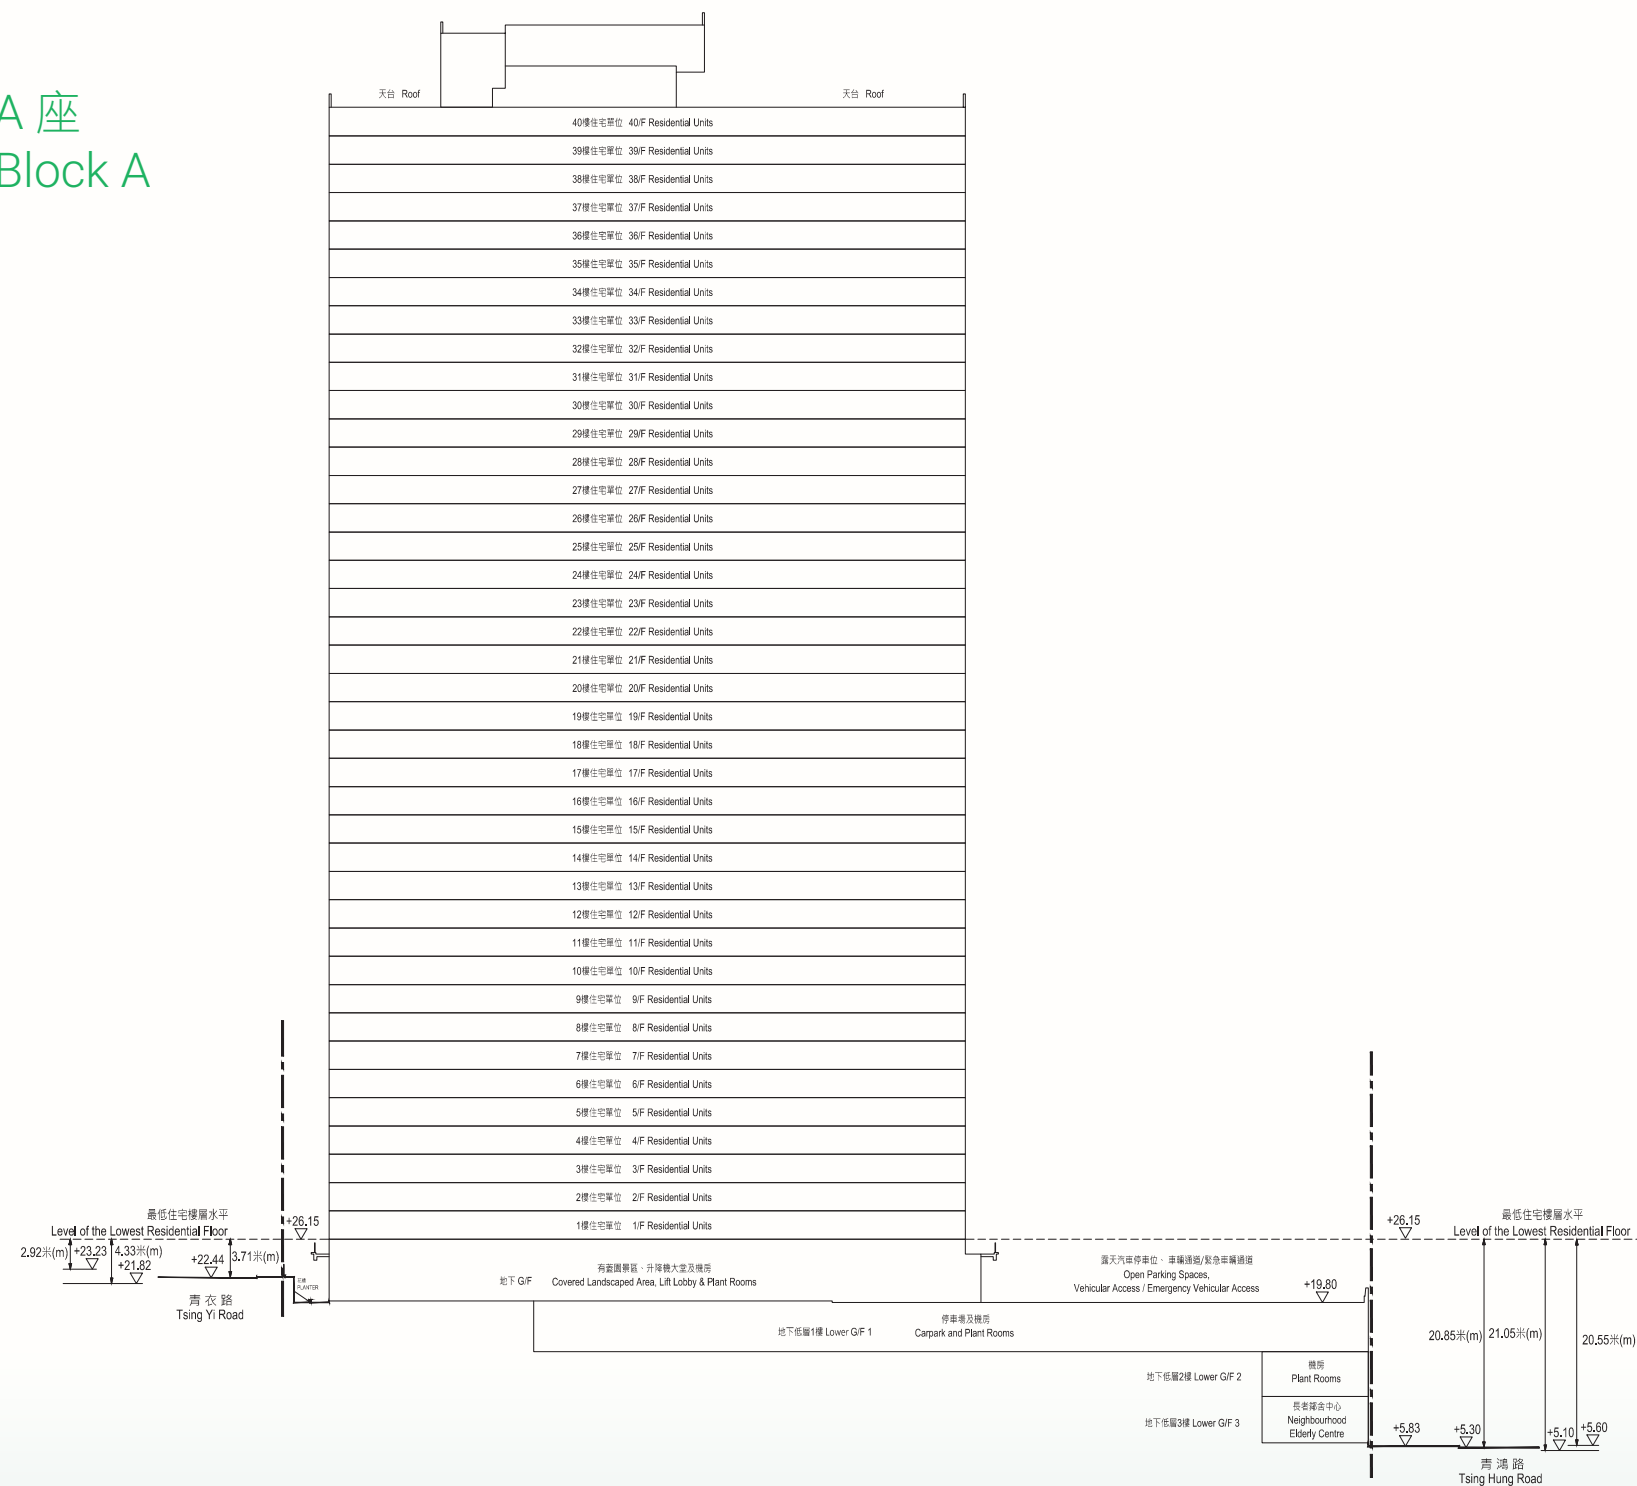 A 座
Block A
天台 Roof
天台 Roof
40樓住宅單位 40/F Residential Units
39樓住宅單位 39/F Residential Units
38樓住宅單位 38/F Residential Units
37樓住宅單位 37/F Residential Units
36樓住宅單位 36/F Residential Units
35樓住宅單位 35/F Residential Units
34樓住宅單位 34/F Residential Units
33樓住宅單位 33/F Residential Units
32樓住宅單位 32/F Residential Units
31樓住宅單位 31/F Residential Units
30樓住宅單位 30/F Residential Units
29樓住宅單位 29/F Residential Units
28樓住宅單位 28/F Residential Units
27樓住宅單位 27/F Residential Units
26樓住宅單位 26/F Residential Units
25樓住宅單位 25/F Residential Units
24樓住宅單位 24/F Residential Units
23樓住宅單位 23/F Residential Units
22樓住宅單位 22/F Residential Units
21樓住宅單位 21/F Residential Units
20樓住宅單位 20/F Residential Units
19樓住宅單位 19/F Residential Units
18樓住宅單位 18/F Residential Units
17樓住宅單位 17/F Residential Units
16樓住宅單位 16/F Residential Units
15樓住宅單位 15/F Residential Units
14樓住宅單位 14/F Residential Units
13樓住宅單位 13/F Residential Units
12樓住宅單位 12/F Residential Units
11樓住宅單位 11/F Residential Units
10樓住宅單位 10/F Residential Units
9樓住宅單位 9/F Residential Units
8樓住宅單位 8/F Residential Units
7樓住宅單位 7/F Residential Units
6樓住宅單位 6/F Residential Units
5樓住宅單位 5/F Residential Units
4樓住宅單位 4/F Residential Units
3樓住宅單位 3/F Residential Units
2樓住宅單位 2/F Residential Units
1樓住宅單位 1/F Residential Units
最低住宅樓層水平
Level of the Lowest Residential Floor
+26.15
2.92米(m)
+23.23
4.33米(m)
+21.82
+22.44
3.71米(m)
青衣路
Tsing Yi Road
花槽
PLANTER
地下 G/F
有蓋園景區、升降機大堂及機房
Covered Landscaped Area, Lift Lobby & Plant Rooms
露天汽車停車位、車輛通道/緊急車輛通道
Open Parking Spaces,
Vehicular Access / Emergency Vehicular Access
+19.80
地下低層1樓 Lower G/F 1
停車場及機房
Carpark and Plant Rooms
地下低層2樓 Lower G/F 2
機房
Plant Rooms
地下低層3樓 Lower G/F 3
長者鄰舍中心
Neighbourhood
Elderly Centre
+26.15
最低住宅樓層水平
Level of the Lowest Residential Floor
20.85米(m)
21.05米(m)
20.55米(m)
+5.83
+5.30
+5.10
+5.60
青鴻路
Tsing Hung Road